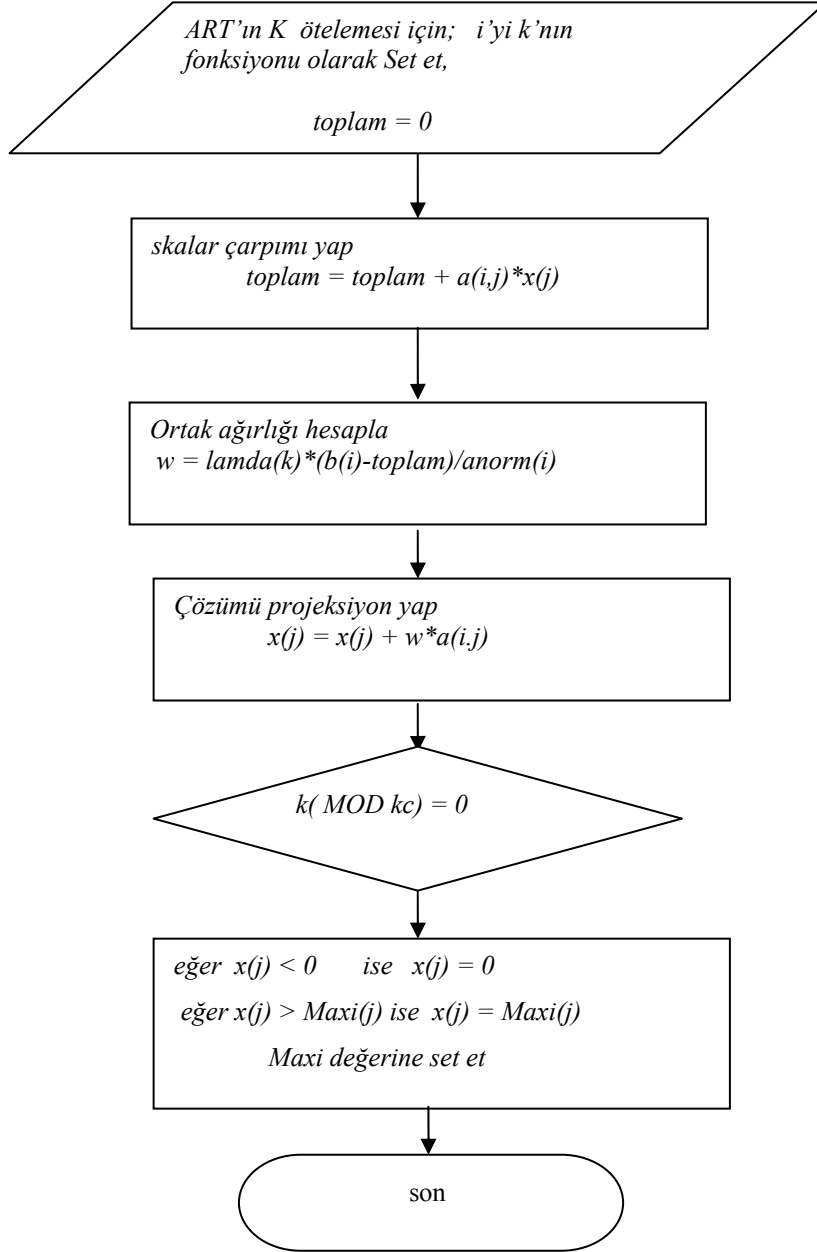 ART’ın K ötelemesi için; i’yi k’nın
fonksiyonu olarak Set et,
toplam = 0
skalar çarpımı yap
toplam = toplam + a(i,j)*x(j)
Ortak ağırlığı hesapla
w = lamda(k)*(b(i)-toplam)/anorm(i)
Çözümü projeksiyon yap
x(j) = x(j) + w*a(i.j)
k( MOD kc) = 0
eğer x(j) < 0 ise x(j) = 0
eğer x(j) > Maxi(j) ise x(j) = Maxi(j)
Maxi değerine set et
son